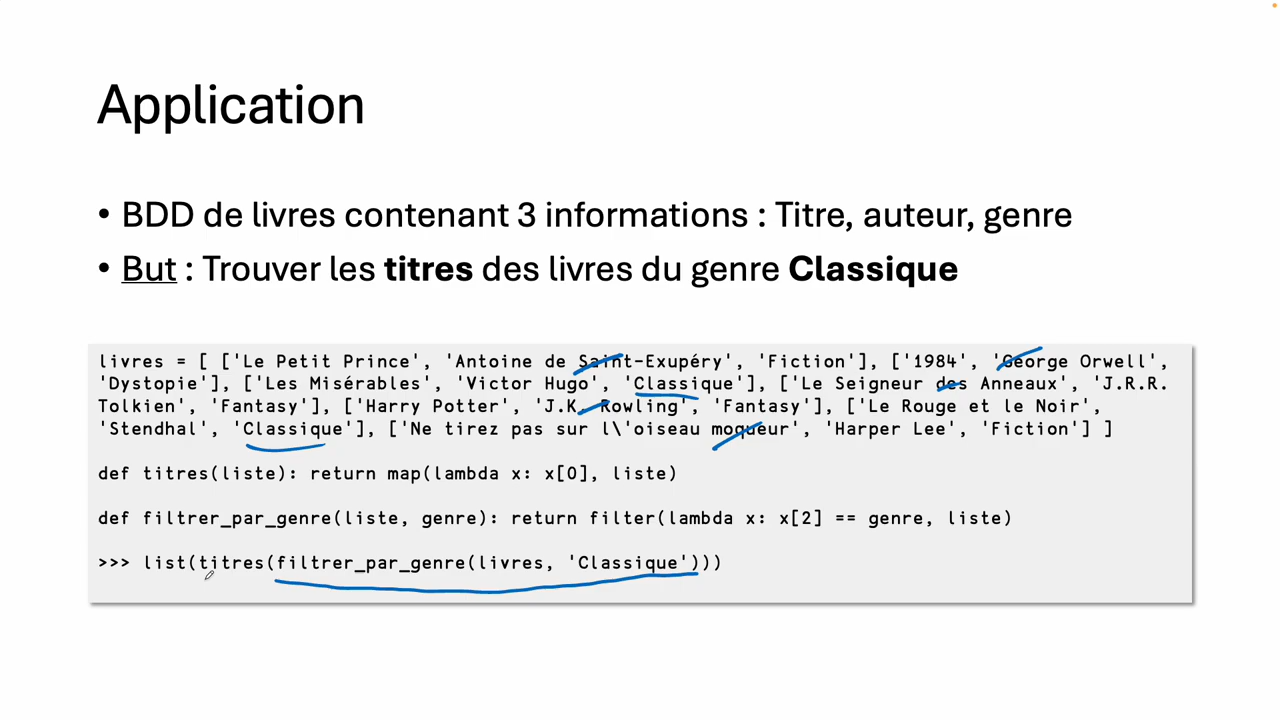 Application
• BDD de livres contenant 3 informations : Titre, auteur, genre
• But : Trouver les titres des livres du genre Classique
livres = [ ['Le Petit Prince', 'Antoine de Saint-Exupéry', 'Fiction'], ['1984', 'George Orwell',
'Dystopie'], ['Les Misérables', 'Victor Hugo', 'Classique'], ['Le Seigneur des Anneaux', 'J.R.R.
Tolkien', 'Fantasy'], ['Harry Potter', 'J.K. Rowling', 'Fantasy'], ['Le Rouge et le Noir',
'Stendhal', 'Classique'], ['Ne tirez pas sur l\'oiseau moqueur', 'Harper Lee', 'Fiction'] ]
def titres(liste): return map(lambda x: x[0], liste)
def filtrer_par_genre(liste, genre): return filter(lambda x: x[2] == genre, liste)
>>> list(titres(filtrer_par_genre(livres, 'Classique')))